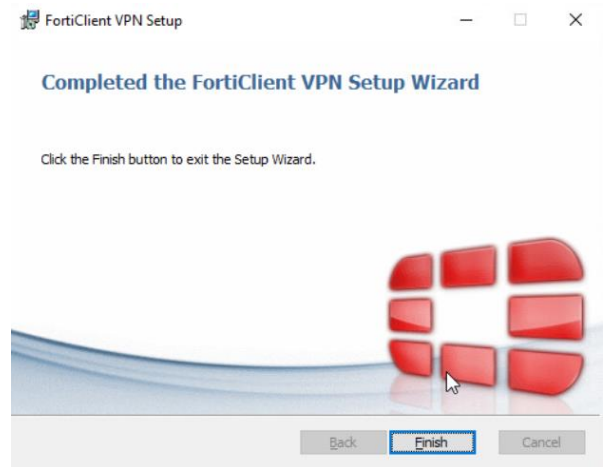 FortiClient VPN Setup
Completed the FortiClient VPN Setup Wizard
Click the Finish button to exit the Setup Wizard.
Back Finish Cancel